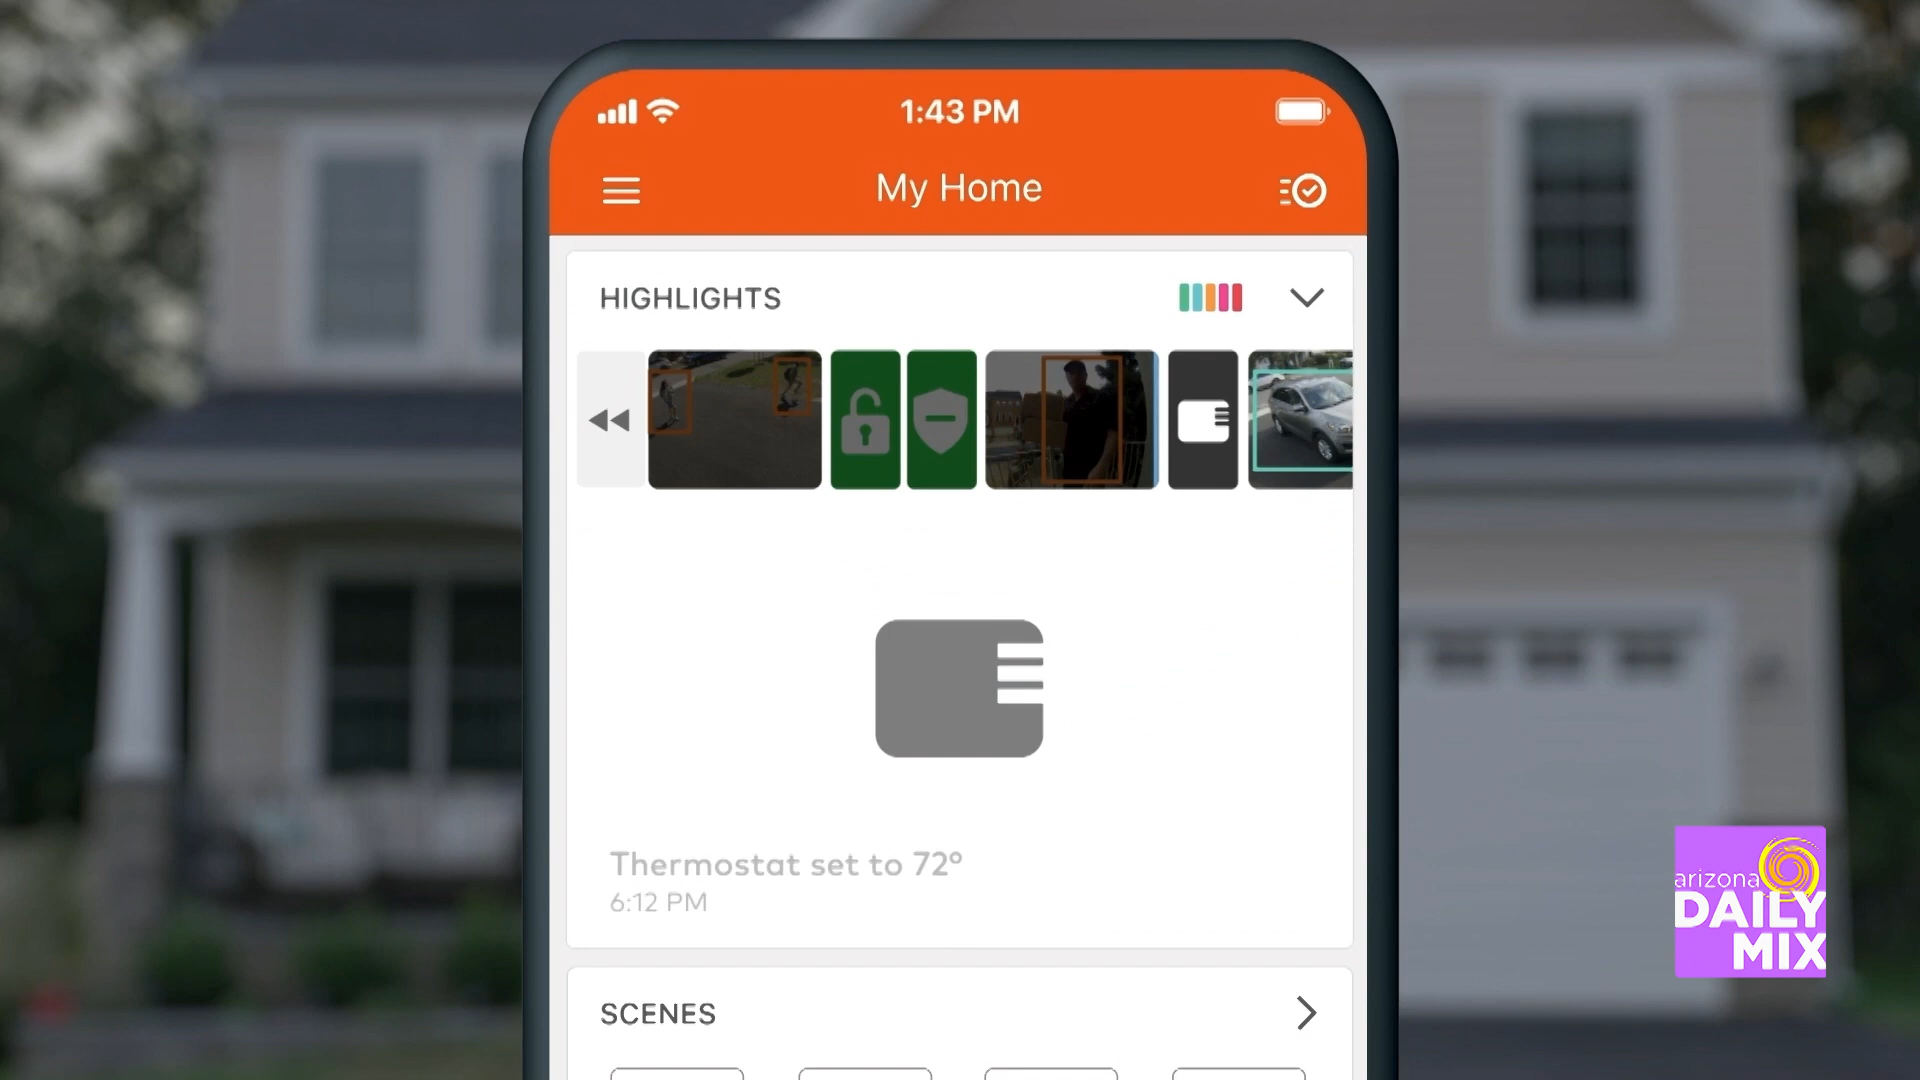 1:43 PM
My Home
HIGHLIGHTS
Thermostat set to 72°
6:12 PM
SCENES
arizona
DAILY
MIX